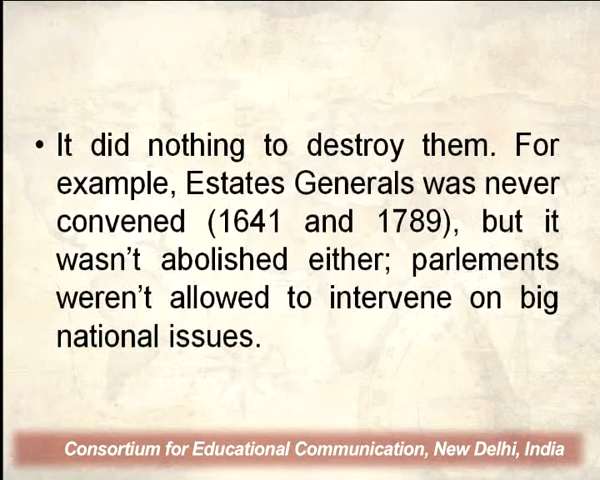 • It did nothing to destroy them. For
example, Estates Generals was never
convened (1641 and 1789), but it
wasn't abolished either; parlements
weren't allowed to intervene on big
national issues.
Consortium for Educational Communication, New Delhi, India